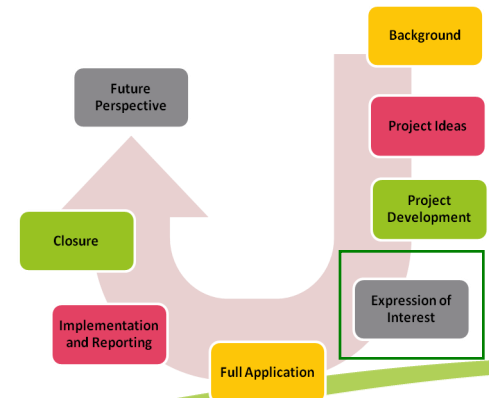 Background
Project Ideas
Project
Development
Expression of
Interest
Full Application
Implementation
and Reporting
Closure
Future
Perspective